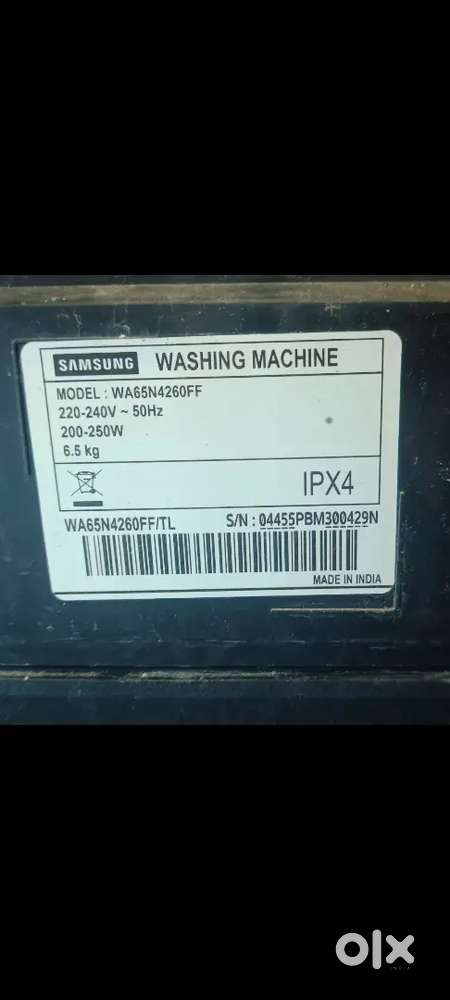 SAMSUNG WASHING MACHINE
MODEL : WA65N4260FF
220-240V ~ 50Hz
200-250W
6.5 kg
IPX4
WA65N4260FF/TL S/N : 04455PBM300429N
MADE IN INDIA
olx
INDIA